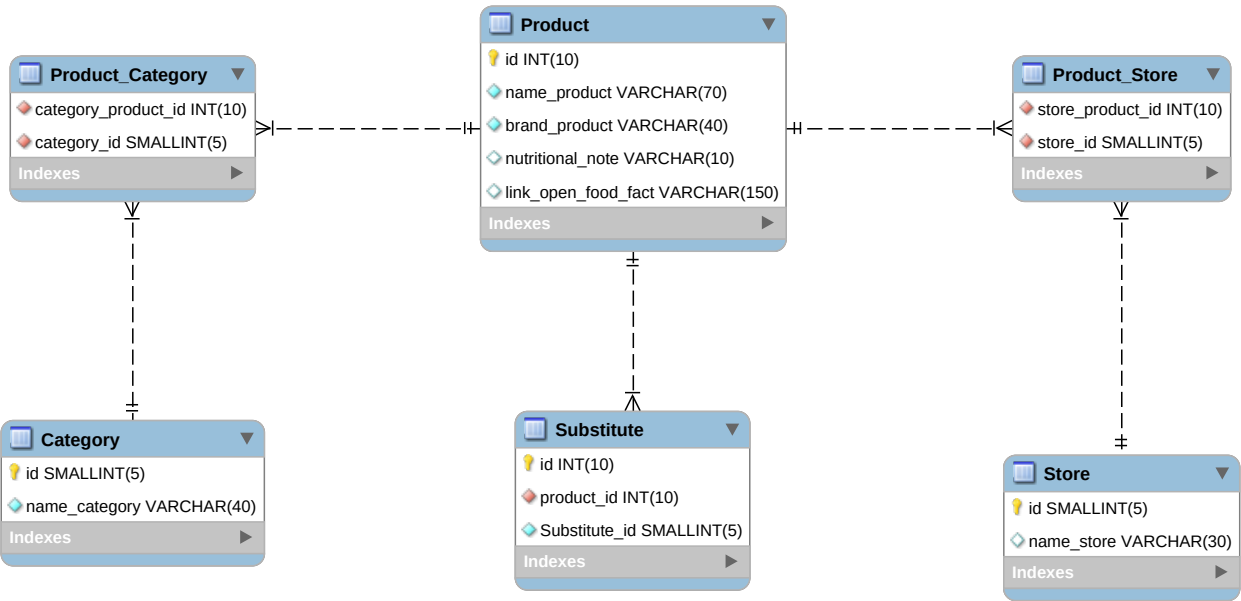 Product
id INT(10)
name_product VARCHAR(70)
brand_product VARCHAR(40)
nutritional_note VARCHAR(10)
link_open_food_fact VARCHAR(150)
Indexes
Product_Category
category_product_id INT(10)
category_id SMALLINT(5)
Indexes
Product_Store
store_product_id INT(10)
store_id SMALLINT(5)
Indexes
Category
id SMALLINT(5)
name_category VARCHAR(40)
Indexes
Substitute
id INT(10)
product_id INT(10)
Substitute_id SMALLINT(5)
Indexes
Store
id SMALLINT(5)
name_store VARCHAR(30)
Indexes